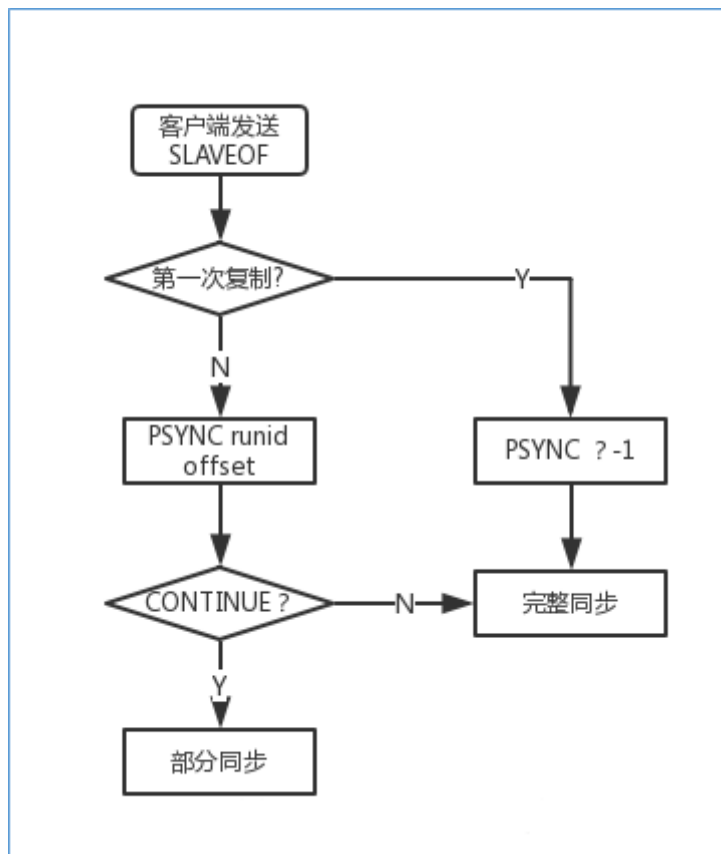 客户端发送
SLAVEOF
第一次复制?
Y
N
PSYNC runid
offset
PSYNC ? -1
CONTINUE ?
N
完整同步
Y
部分同步